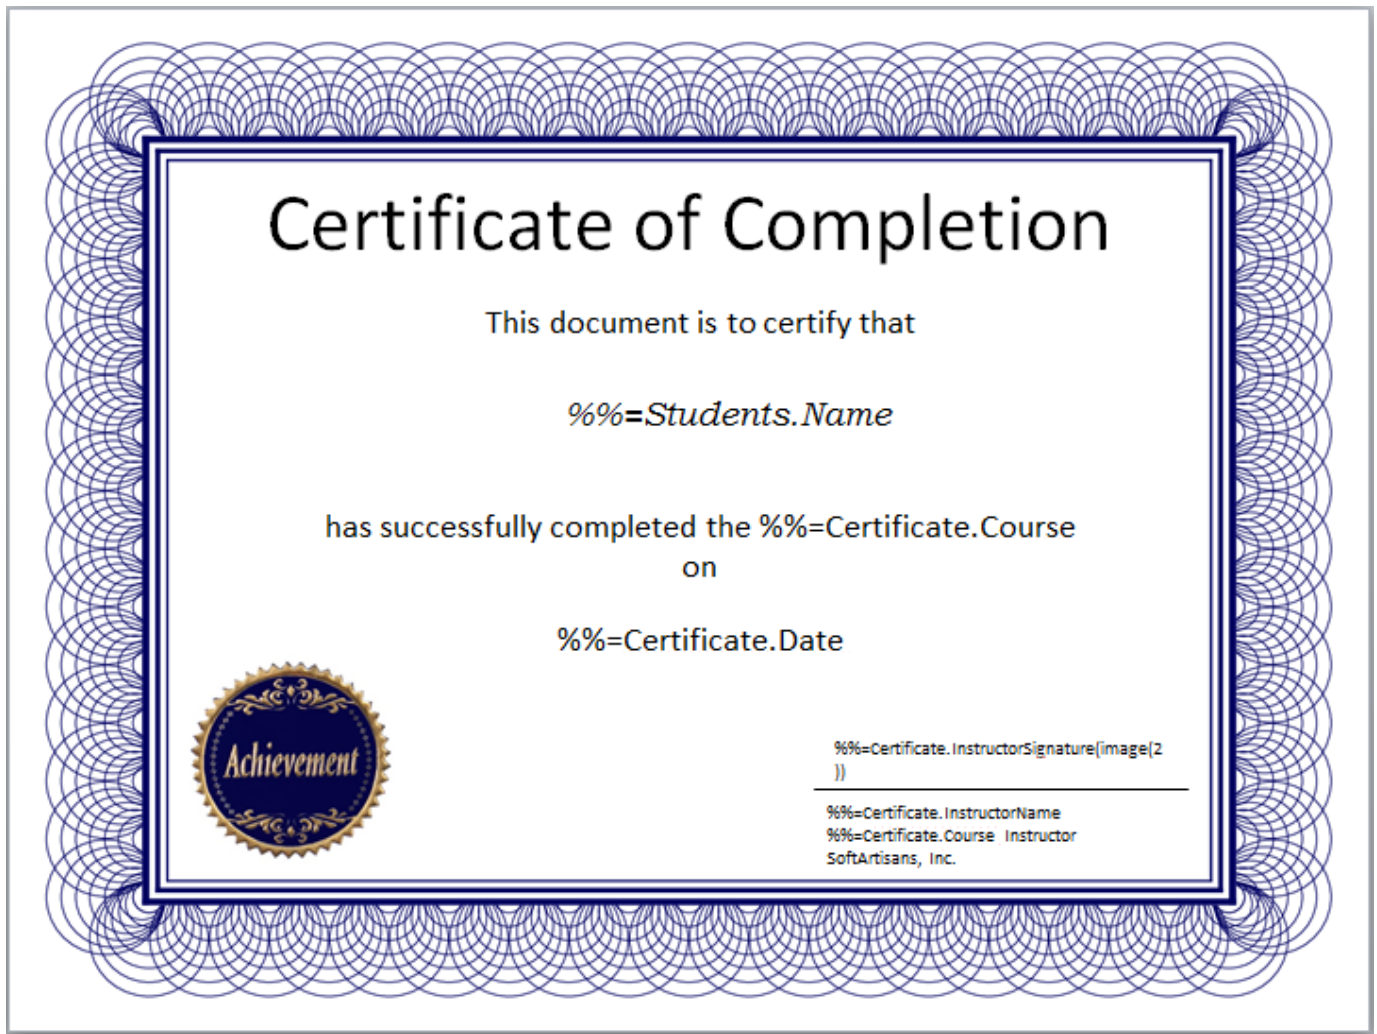 Certificate of Completion
This document is to certify that
%%=Students.Name
has successfully completed the %%=Certificate.Course
on
%%=Certificate.Date
Achievement
%%=Certificate.InstructorSignature(image(2
))
%%=Certificate.InstructorName
%%=Certificate.Course Instructor
SoftArtisans, Inc.